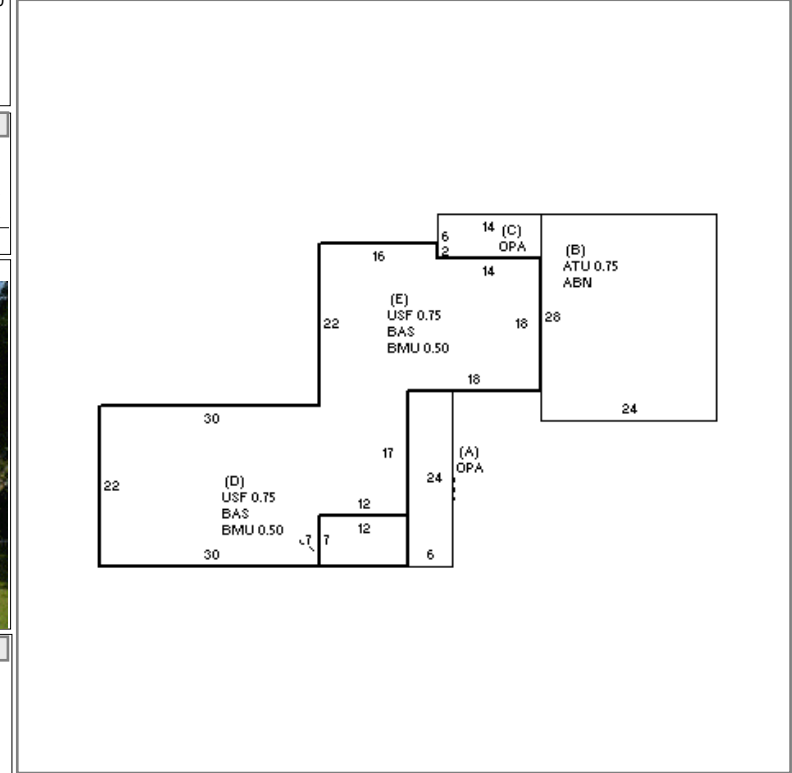 14 (C)
OPA
6
2
16
14
(B)
ATU 0.75
ABN
(E)
USF 0.75
BAS
BMU 0.50
22
18
28
18
24
30
17
(A)
OPA
24
22
(D)
USF 0.75
BAS
BMU 0.50
12
12
7
7
30
6